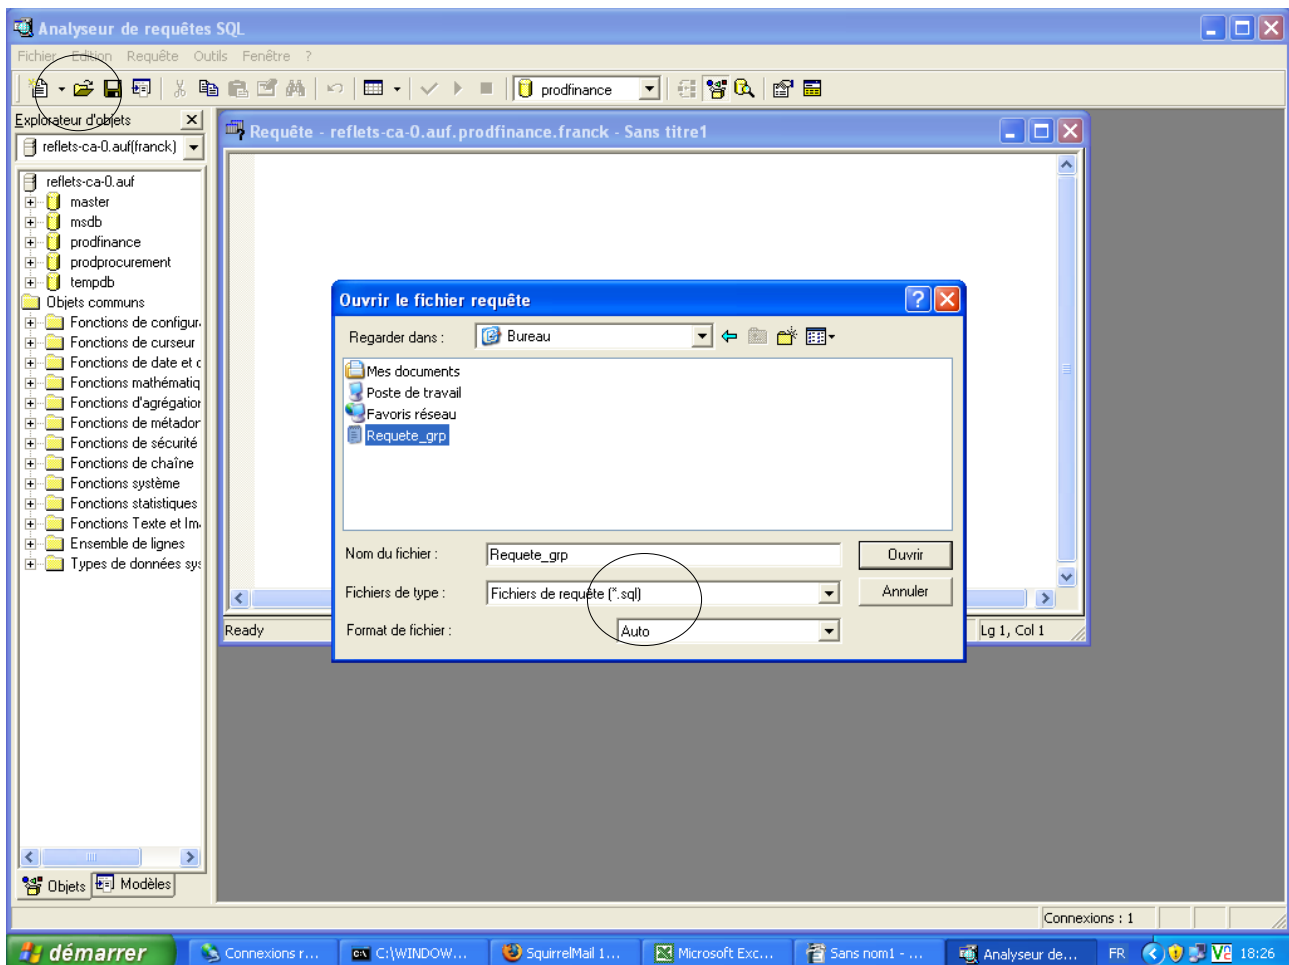 Analyseur de requêtes SQL
Fichier Edition Requête Outils Fenêtre ?
prodfinance
Explorateur d'objets
reflets-ca-0.auf(franck)
reflets-ca-0.auf
master
msdb
prodfinance
prodprocurement
tempdb
Objets communs
Fonctions de configur
Fonctions de curseur
Fonctions de date et
Fonctions mathématiq
Fonctions d'agrégation
Fonctions de métador
Fonctions de sécurité
Fonctions de chaîne
Fonctions système
Fonctions statistiques
Fonctions Texte et Im
Ensemble de lignes
Types de données sys
Objets Modèles
Requête - reflets-ca-0.auf.prodfinance.franck - Sans titre1
Ouvrir le fichier requête
Regarder dans : Bureau
Mes documents
Poste de travail
Favoris réseau
Requete_grp
Nom du fichier : Requete_grp Ouvrir
Fichiers de type : Fichiers de requête (*.sql) Annuler
Format de fichier : Auto
Ready Lg 1, Col 1
Connexions : 1
démarrer Connexions r... C:\WINDOW... SquirrelMail 1... Microsoft Exc... Sans nom1 - ... Analyseur de... FR 18:26